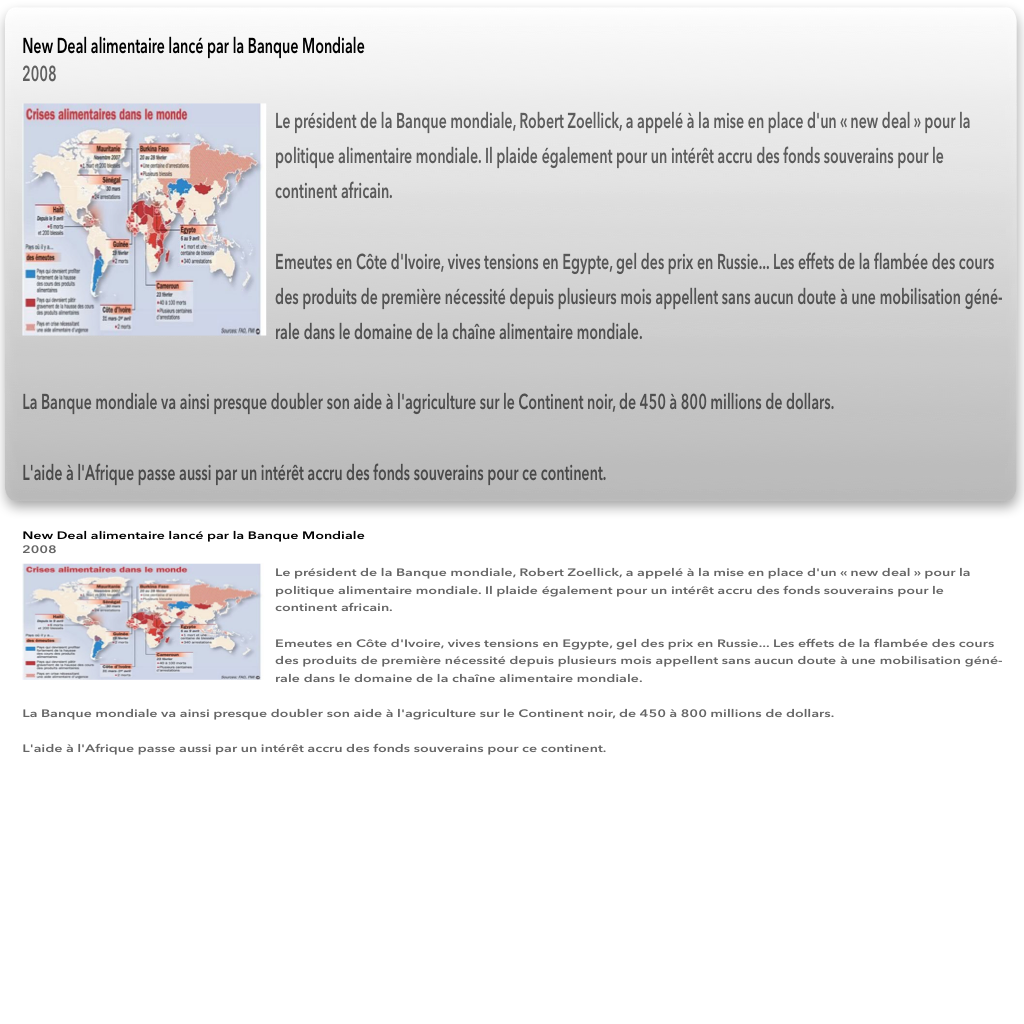 New Deal alimentaire lancé par la Banque Mondiale
2008
Crises alimentaires dans le monde
Mauritanie
Novembre 2007
Burkina Faso
20 au 28 février
•Plusieurs blessés
Sénégal
30 mars
•24 arrestations
Haïti
Depuis le 9 avril
•6 morts
et 200 blessés
Egypte
6 au 9 avril
•1 mort et une
centaine de blessés
•340 arrestations
Guinée
•2 morts
Pays où il y a...
des émeutes
Pays qui devraient profiter
fortement de la hausse
des cours des produits
alimentaires
Pays qui devraient pâtir
gravement de la hausse des cours
des produits alimentaires
Pays en crise nécessitant
une aide alimentaire d'urgence
Cameroun
23 février
•40 à 100 morts
•Plusieurs centaines
d'arrestations
Côte d'Ivoire
31 mars-1er avril
•2 morts
Sources: FAO, FMI
Le président de la Banque mondiale, Robert Zoellick, a appelé à la mise en place d'un « new deal » pour la
politique alimentaire mondiale. Il plaide également pour un intérêt accru des fonds souverains pour le
continent africain.
Emeutes en Côte d'Ivoire, vives tensions en Egypte, gel des prix en Russie... Les effets de la flambée des cours
des produits de première nécessité depuis plusieurs mois appellent sans aucun doute à une mobilisation géné-
rale dans le domaine de la chaîne alimentaire mondiale.
La Banque mondiale va ainsi presque doubler son aide à l'agriculture sur le Continent noir, de 450 à 800 millions de dollars.
L'aide à l'Afrique passe aussi par un intérêt accru des fonds souverains pour ce continent.
New Deal alimentaire lancé par la Banque Mondiale
2008
Crises alimentaires dans le monde
Le président de la Banque mondiale, Robert Zoellick, a appelé à la mise en place d'un « new deal » pour la
politique alimentaire mondiale. Il plaide également pour un intérêt accru des fonds souverains pour le
continent africain.
Emeutes en Côte d'Ivoire, vives tensions en Egypte, gel des prix en Russie... Les effets de la flambée des cours
des produits de première nécessité depuis plusieurs mois appellent sans aucun doute à une mobilisation géné-
rale dans le domaine de la chaîne alimentaire mondiale.
La Banque mondiale va ainsi presque doubler son aide à l'agriculture sur le Continent noir, de 450 à 800 millions de dollars.
L'aide à l'Afrique passe aussi par un intérêt accru des fonds souverains pour ce continent.